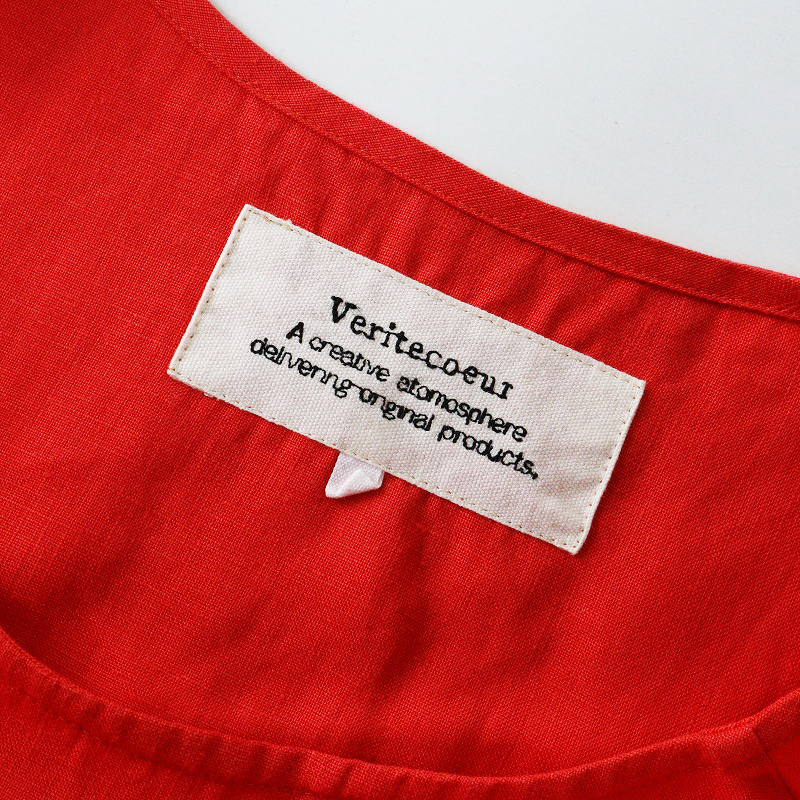 Veritecoeur
A creative atomosphere
delivering original products,